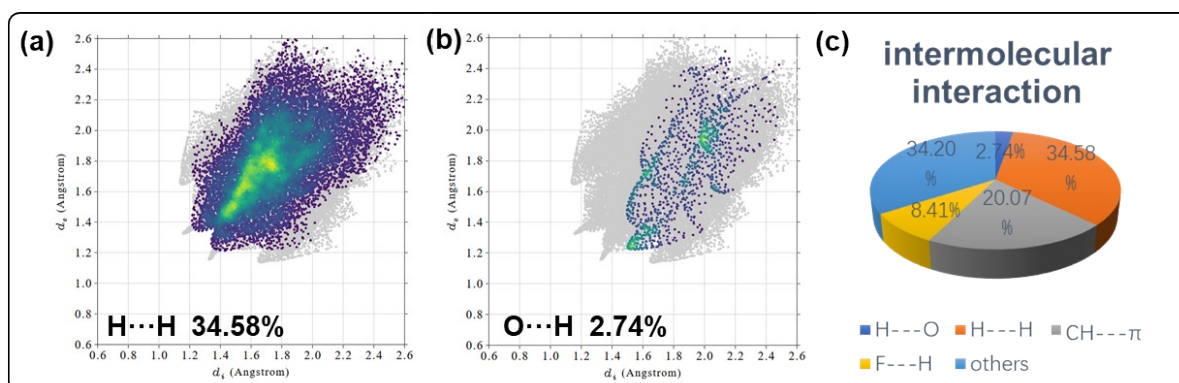 (a)
2.6
2.4
2.2
2.0
1.8
1.6
1.4
1.2
1.0
0.8
0.6
dₑ (Angstrom)
H···H 34.58%
0.6 0.8 1.0 1.2 1.4 1.6 1.8 2.0 2.2 2.4 2.6
dᵢ (Angstrom)
(b)
2.6
2.4
2.2
2.0
1.8
1.6
1.4
1.2
1.0
0.8
0.6
dₑ (Angstrom)
O···H 2.74%
0.6 0.8 1.0 1.2 1.4 1.6 1.8 2.0 2.2 2.4 2.6
dᵢ (Angstrom)
(c)
intermolecular
interaction
34.20
%
2.74%
34.58
%
8.41%
20.07
%
H---O H---H CH---π
F---H others